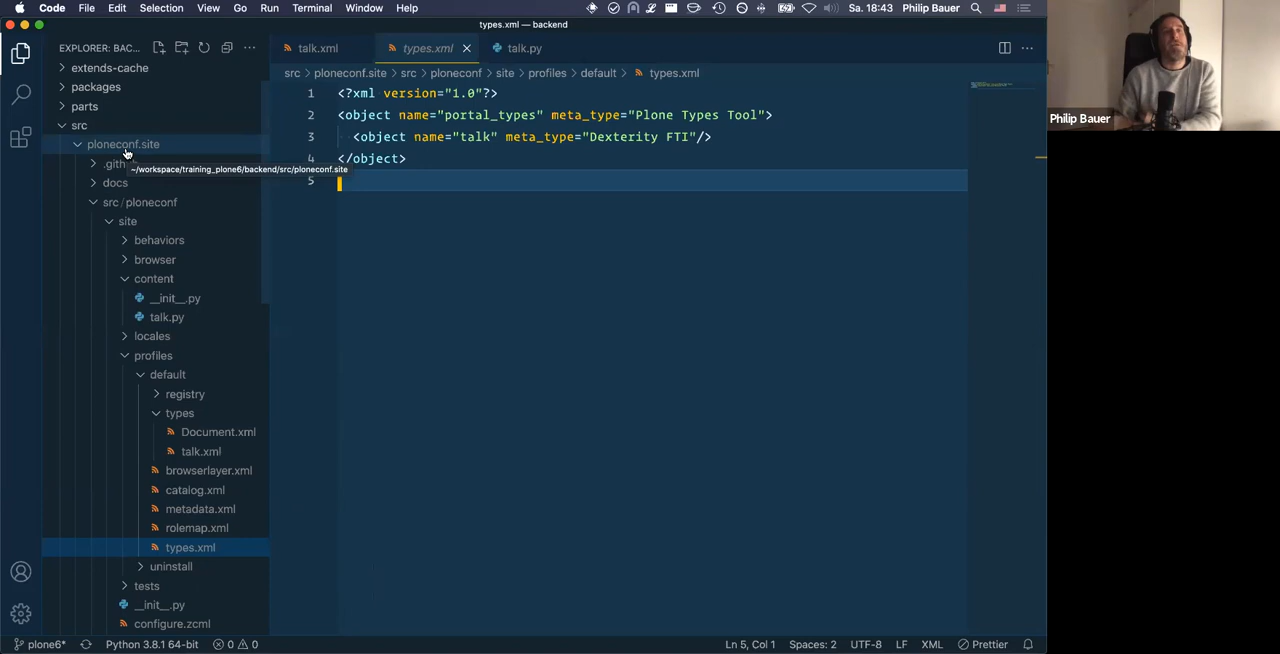 Code File Edit Selection View Go Run Terminal Window Help Sa. 18:43 Philip Bauer
types.xml — backend
EXPLORER: BAC...
talk.xml types.xml talk.py
src > ploneconf.site > src > ploneconf > site > profiles > default > types.xml
extends-cache
packages
parts
src
ploneconf.site
~/workspace/training_plone6/backend/src/ploneconf.site
docs
src/ploneconf
site
behaviors
browser
content
__init__.py
talk.py
locales
profiles
default
registry
types
Document.xml
talk.xml
browserlayer.xml
catalog.xml
metadata.xml
rolemap.xml
types.xml
uninstall
tests
__init__.py
configure.zcml
1 <?xml version="1.0"?>
2 <object name="portal_types" meta_type="Plone Types Tool">
3 <object name="talk" meta_type="Dexterity FTI"/>
4 </object>
5
Philip Bauer
plone6* Python 3.8.1 64-bit 0 0 Ln 5, Col 1 Spaces: 2 UTF-8 LF XML Prettier